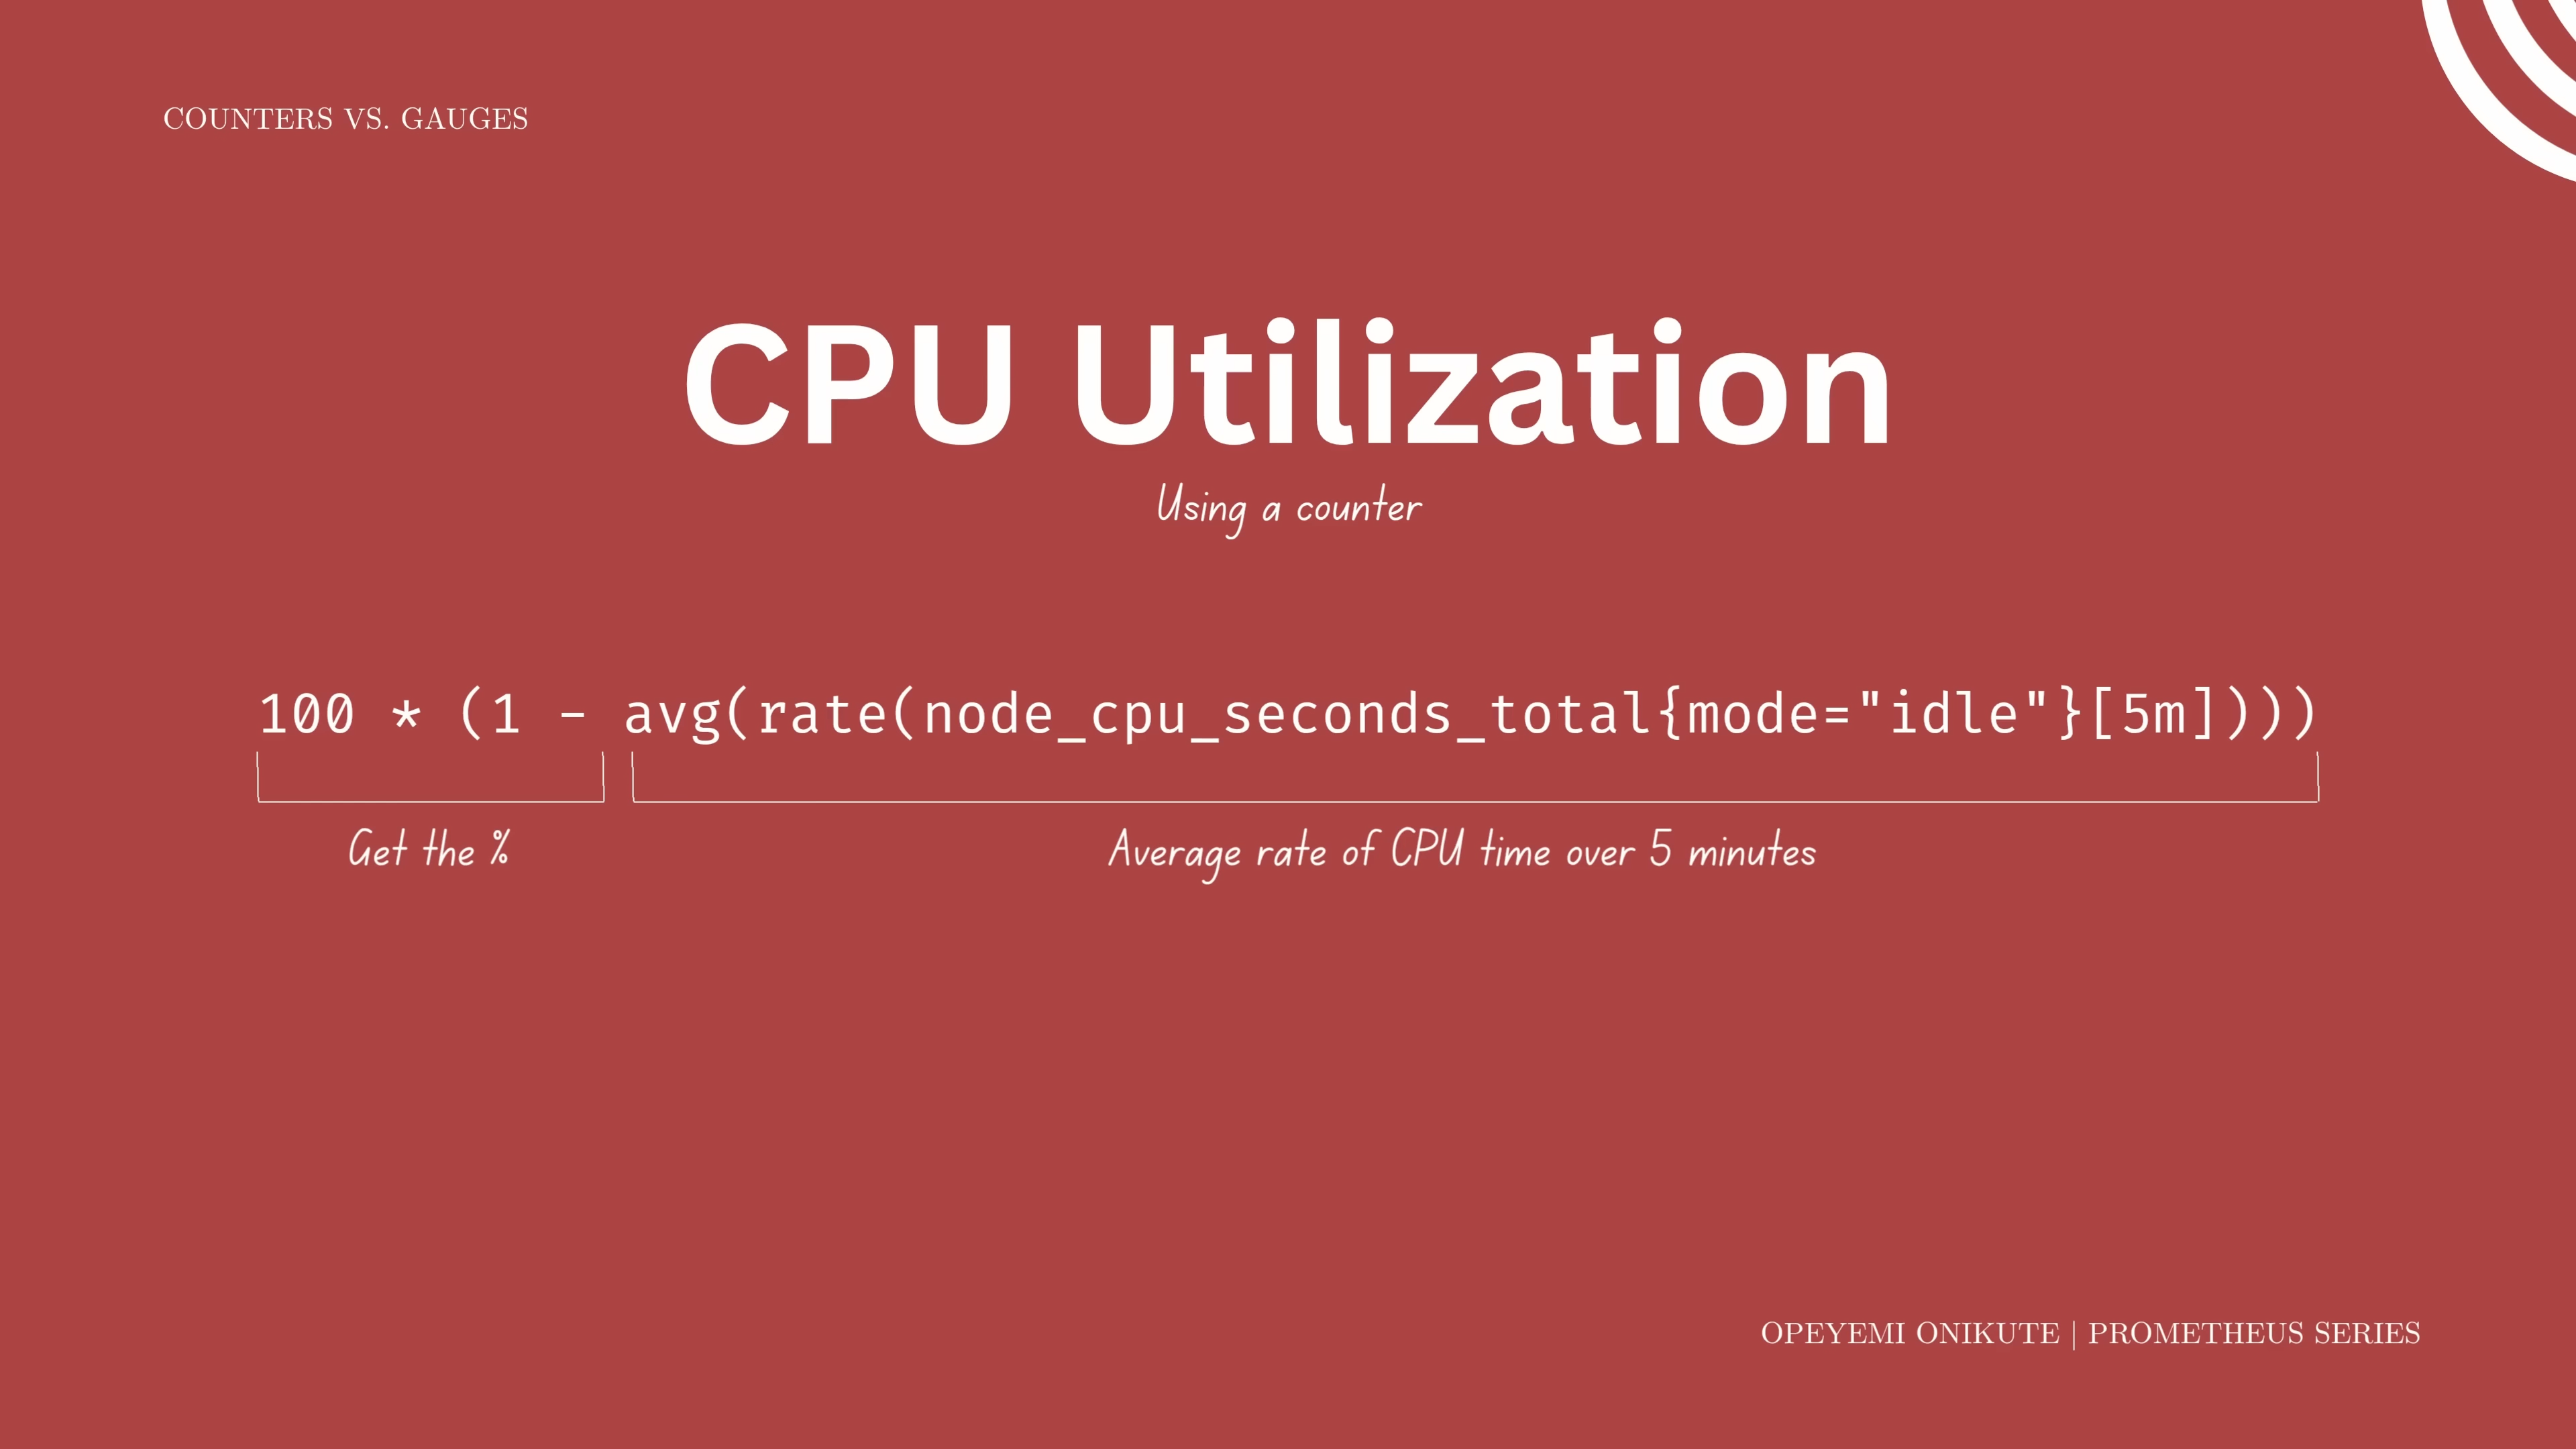 COUNTERS VS. GAUGES
CPU Utilization
Using a counter
100 * (1 - avg(rate(node_cpu_seconds_total{mode="idle"}[5m])))
Get the %
Average rate of CPU time over 5 minutes
OPEYEMI ONIKUTE | PROMETHEUS SERIES